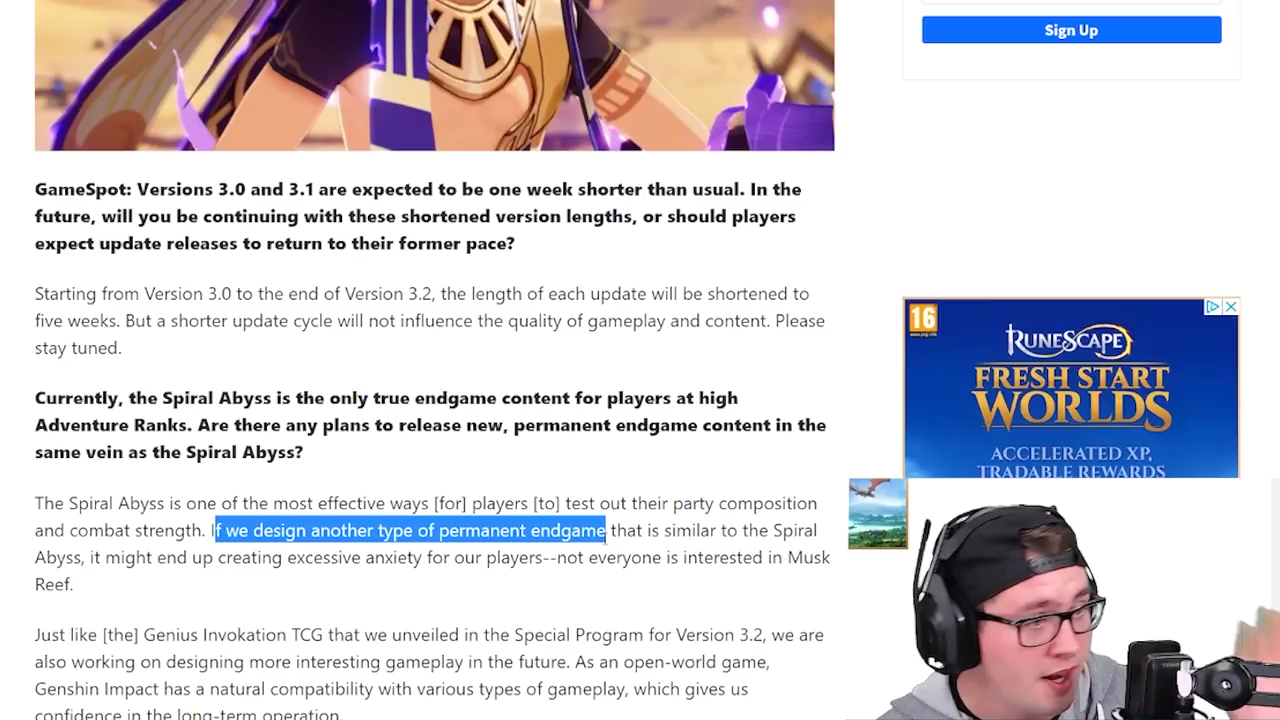 Sign Up
GameSpot: Versions 3.0 and 3.1 are expected to be one week shorter than usual. In the
future, will you be continuing with these shortened version lengths, or should players
expect update releases to return to their former pace?
Starting from Version 3.0 to the end of Version 3.2, the length of each update will be shortened to
five weeks. But a shorter update cycle will not influence the quality of gameplay and content. Please
stay tuned.
Currently, the Spiral Abyss is the only true endgame content for players at high
Adventure Ranks. Are there any plans to release new, permanent endgame content in the
same vein as the Spiral Abyss?
The Spiral Abyss is one of the most effective ways [for] players [to] test out their party composition
and combat strength. If we design another type of permanent endgame that is similar to the Spiral
Abyss, it might end up creating excessive anxiety for our players--not everyone is interested in Musk
Reef.
Just like [the] Genius Invokation TCG that we unveiled in the Special Program for Version 3.2, we are
also working on designing more interesting gameplay in the future. As an open-world game,
Genshin Impact has a natural compatibility with various types of gameplay, which gives us
confidence in the long-term operation.
16
RUNESCAPE
FRESH START
WORLDS
ACCELERATED XP,
TRADABLE REWARDS